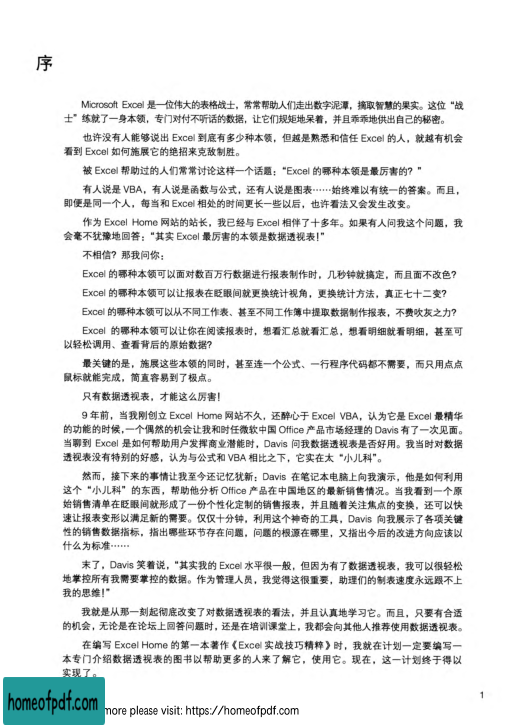 序
Microsoft Excel 是一位伟大的表格战士，常常帮助人们走出数字泥潭，摘取智慧的果实。这位“战
士”练就了一身本领，专门对付不听话的数据，让它们规矩地呆着，并乖乖地供出自己的秘密。
也许没有人能够说出 Excel 到底有多少种本领，但越是熟悉和信任 Excel 的人，就越有机会
看到 Excel 如何施展它的绝招来克敌制胜。
被 Excel 帮助过的人们常常讨论这样一个话题：“Excel 的哪种本领是最厉害的？”
有人说是 VBA，有人说是函数与公式，还有人说是图表……始终难以有统一的答案。而且，
即便是同一个人，每当和 Excel 相处的时间更长一些以后，也许看法又会发生改变。
作为 Excel Home 网站的站长，我已经与 Excel 相伴了十多年。如果有人问我这个问题，我
会毫不犹豫地回答：“其实 Excel 最厉害的本领是数据透视表！”
不相信？那我问你：
Excel 的哪种本领可以面对数百万行数据进行报表制作时，几秒钟就搞定，而且面不改色？
Excel 的哪种本领可以让报表在眨眼间就更换统计视角，更换统计方法，真正七十二变？
Excel 的哪种本领可以从不同工作表、甚至不同工作簿中提取数据制作报表，不费吹灰之力？
Excel 的哪种本领可以让你在阅读报表时，想看汇总就看汇总，想看明细就看明细，甚至可
以轻松调用、查看背后的原始数据？
最关键的是，施展这些本领的同时，甚至连一个公式、一行程序代码都不需要，而只用点点
鼠标就能完成，简直容易到了极点。
只有数据透视表，才能这么厉害！
9 年前，当我刚创立 Excel Home 网站不久，还醉心于 Excel VBA，认为它是 Excel 最精华
的功能的时候，一个偶然的机会让我和时任微软中国 Office 产品市场经理的 Davis 有了一次见面。
当聊到 Excel 是如何帮助用户发挥商业潜能时，Davis 问我数据透视表是否好用。我当时对数据
透视表没有特别的好感，认为与公式和 VBA 相比之下，它实在太“小儿科”。
然而，接下来的事情让我至今还记忆犹新：Davis 在笔记本电脑上向我演示，他是如何利用
这个“小儿科”的东西，帮助他分析 Office 产品在中国地区的最新销售情况。当我看到一个原
始销售清单在眨眼间就形成了一份个性化定制的销售报表，并且随着关注焦点的变换，还可以快
速让报表变形以满足新的需要。仅仅十分钟，利用这个神奇的工具，Davis 向我展示了各项关键
性的销售数据指标，指出哪些环节存在问题，问题的根源在哪里，又指出今后的改进方向应该以
什么为标准……
末了，Davis 笑着说，“其实我的 Excel 水平很一般，但因为有了数据透视表，我可以很轻松
地掌控所有我需要掌控的数据。作为管理人员，我觉得这很重要，助理们的制表速度永远跟不上
我的思维！”
我就是从那一刻起彻底改变了对数据透视表的看法，并且认真地学习它。而且，只要有合适
的机会，无论是在论坛上回答问题时，还是在培训课堂上，我都会向其他人推荐使用数据透视表。
在编写 Excel Home 的第一本著作《Excel 实战技巧精粹》时，我就在计划一定要编写一
本专门介绍数据透视表的图书以帮助更多的人来了解它，使用它。现在，这一计划终于得以
实现了。
1
homeofpdf.com
more please visit: https://homeofpdf.com